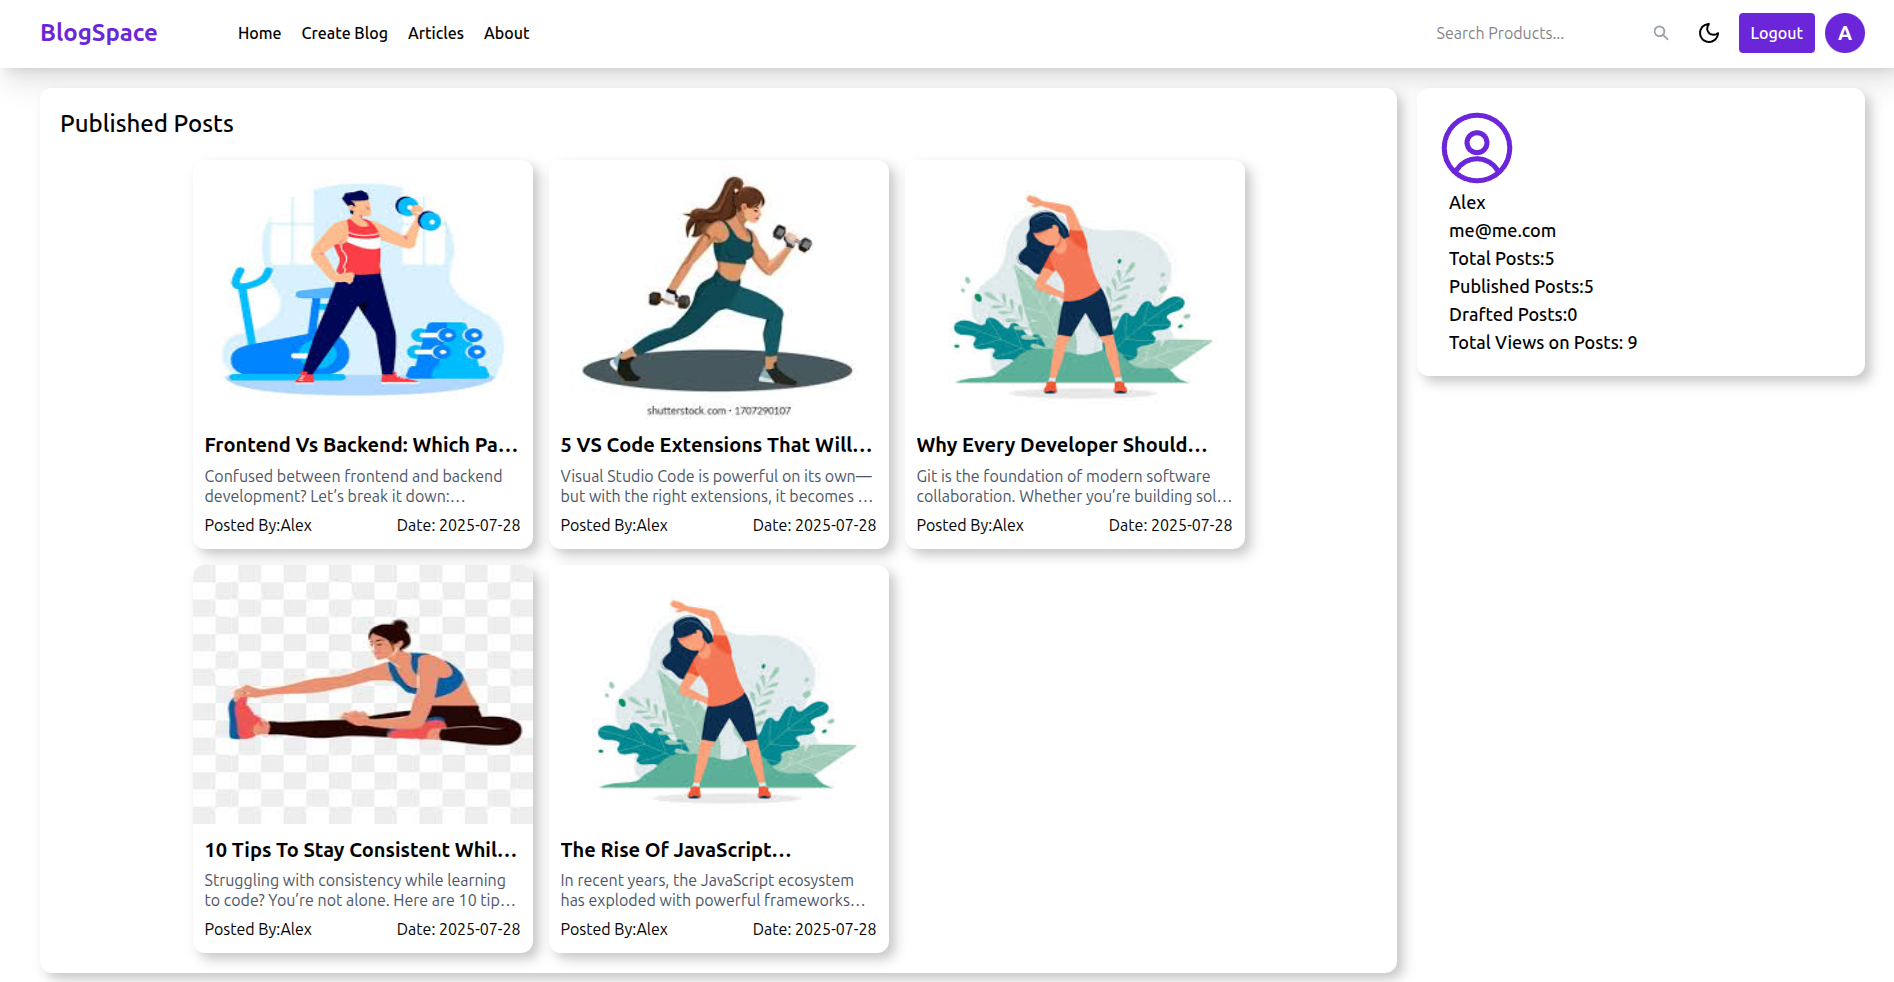 BlogSpace
Home Create Blog Articles About
Search Products...
Logout
A
Published Posts
shutterstock.com · 1707290107
Frontend Vs Backend: Which Pa...
Confused between frontend and backend
development? Let’s break it down:...
Posted By:Alex Date: 2025-07-28
5 VS Code Extensions That Will...
Visual Studio Code is powerful on its own—
but with the right extensions, it becomes ...
Posted By:Alex Date: 2025-07-28
Why Every Developer Should...
Git is the foundation of modern software
collaboration. Whether you’re building sol...
Posted By:Alex Date: 2025-07-28
10 Tips To Stay Consistent Whil...
Struggling with consistency while learning
to code? You’re not alone. Here are 10 tip...
Posted By:Alex Date: 2025-07-28
The Rise Of JavaScript...
In recent years, the JavaScript ecosystem
has exploded with powerful frameworks...
Posted By:Alex Date: 2025-07-28
Alex
me@me.com
Total Posts:5
Published Posts:5
Drafted Posts:0
Total Views on Posts: 9